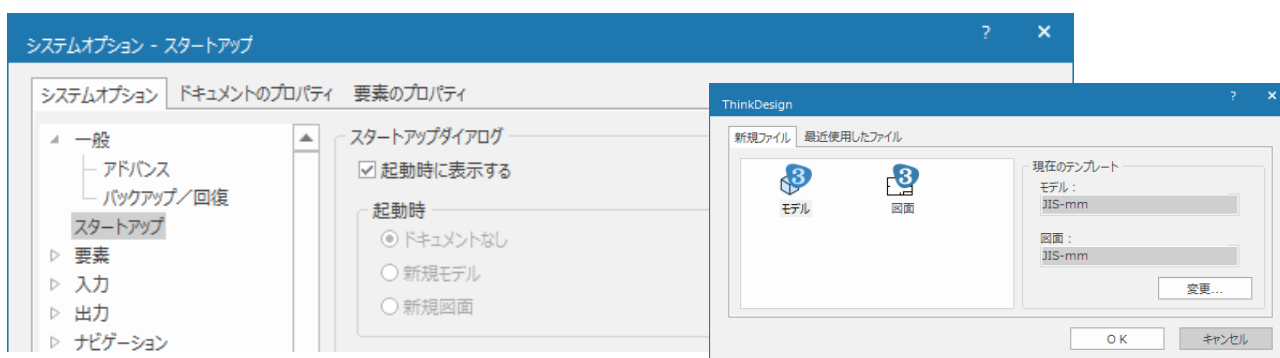 システムオプション - スタートアップ
? ×
システムオプション ドキュメントのプロパティ 要素のプロパティ
一般
アドバンス
バックアップ／回復
スタートアップ
要素
入力
出力
ナビゲーション
スタートアップダイアログ
起動時に表示する
起動時
ドキュメントなし
新規モデル
新規図面
ThinkDesign
? ×
新規ファイル 最近使用したファイル
3 3
モデル 図面
現在のテンプレート
モデル：
JIS-mm
図面：
JIS-mm
変更...
OK キャンセル